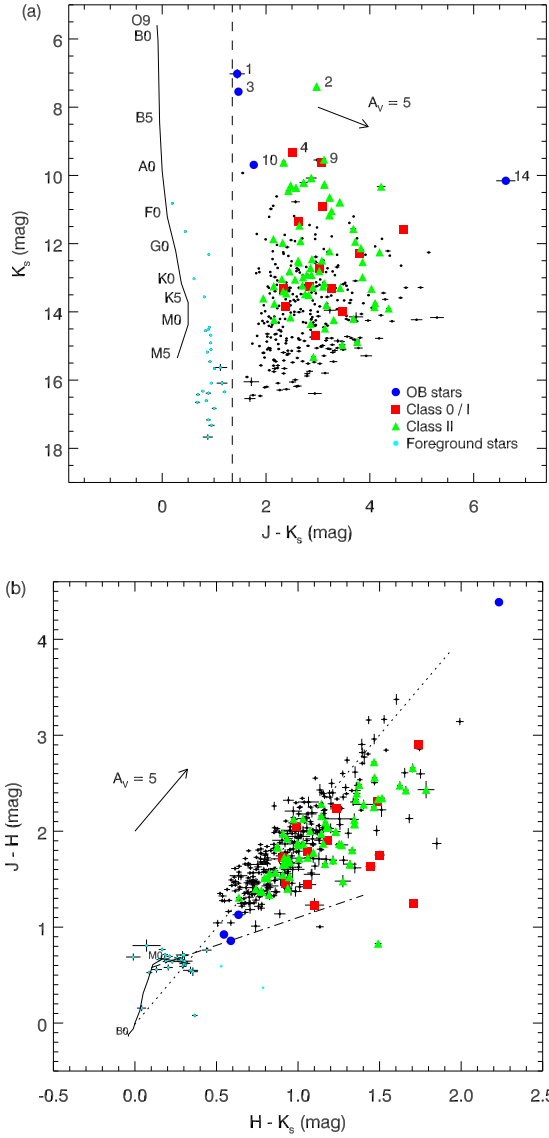 (a)
O9
B0
B5
A0
F0
G0
K0
K5
M0
M5
1
3
2
A_V = 5
4
10
9
14
OB stars
Class 0 / I
Class II
Foreground stars
6
8
10
12
14
16
18
K_s (mag)
0
2
4
6
J - K_s (mag)
(b)
A_V = 5
M0
B0
4
3
2
1
0
J - H (mag)
-0.5
0.0
0.5
1.0
1.5
2.0
2.5
H - K_s (mag)